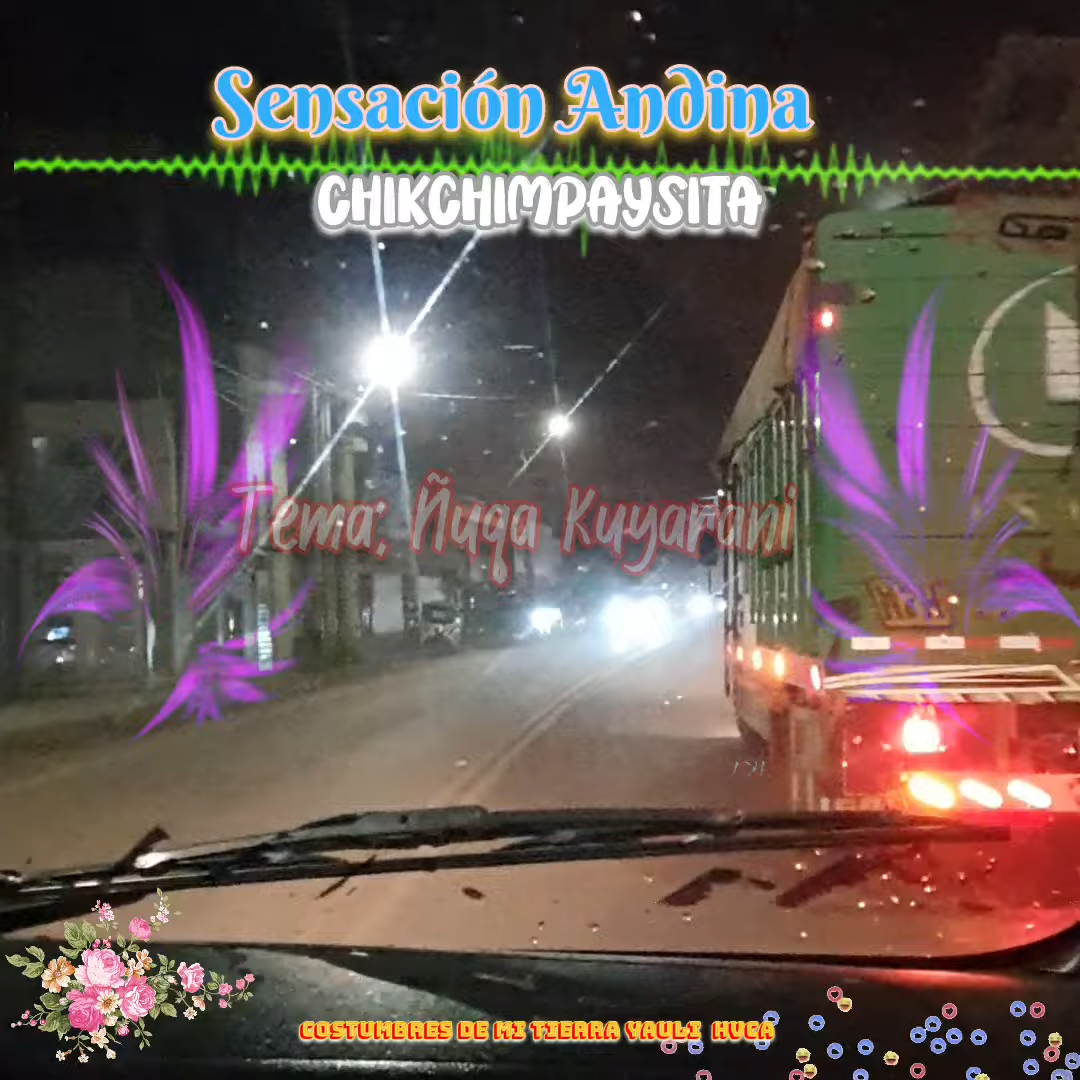 Sensación Andina
CHIKCHIMPAYSITA
Tema: Ñuqa Kuyarani
COSTUMBRES DE MI TIERRA YAULI HVCA